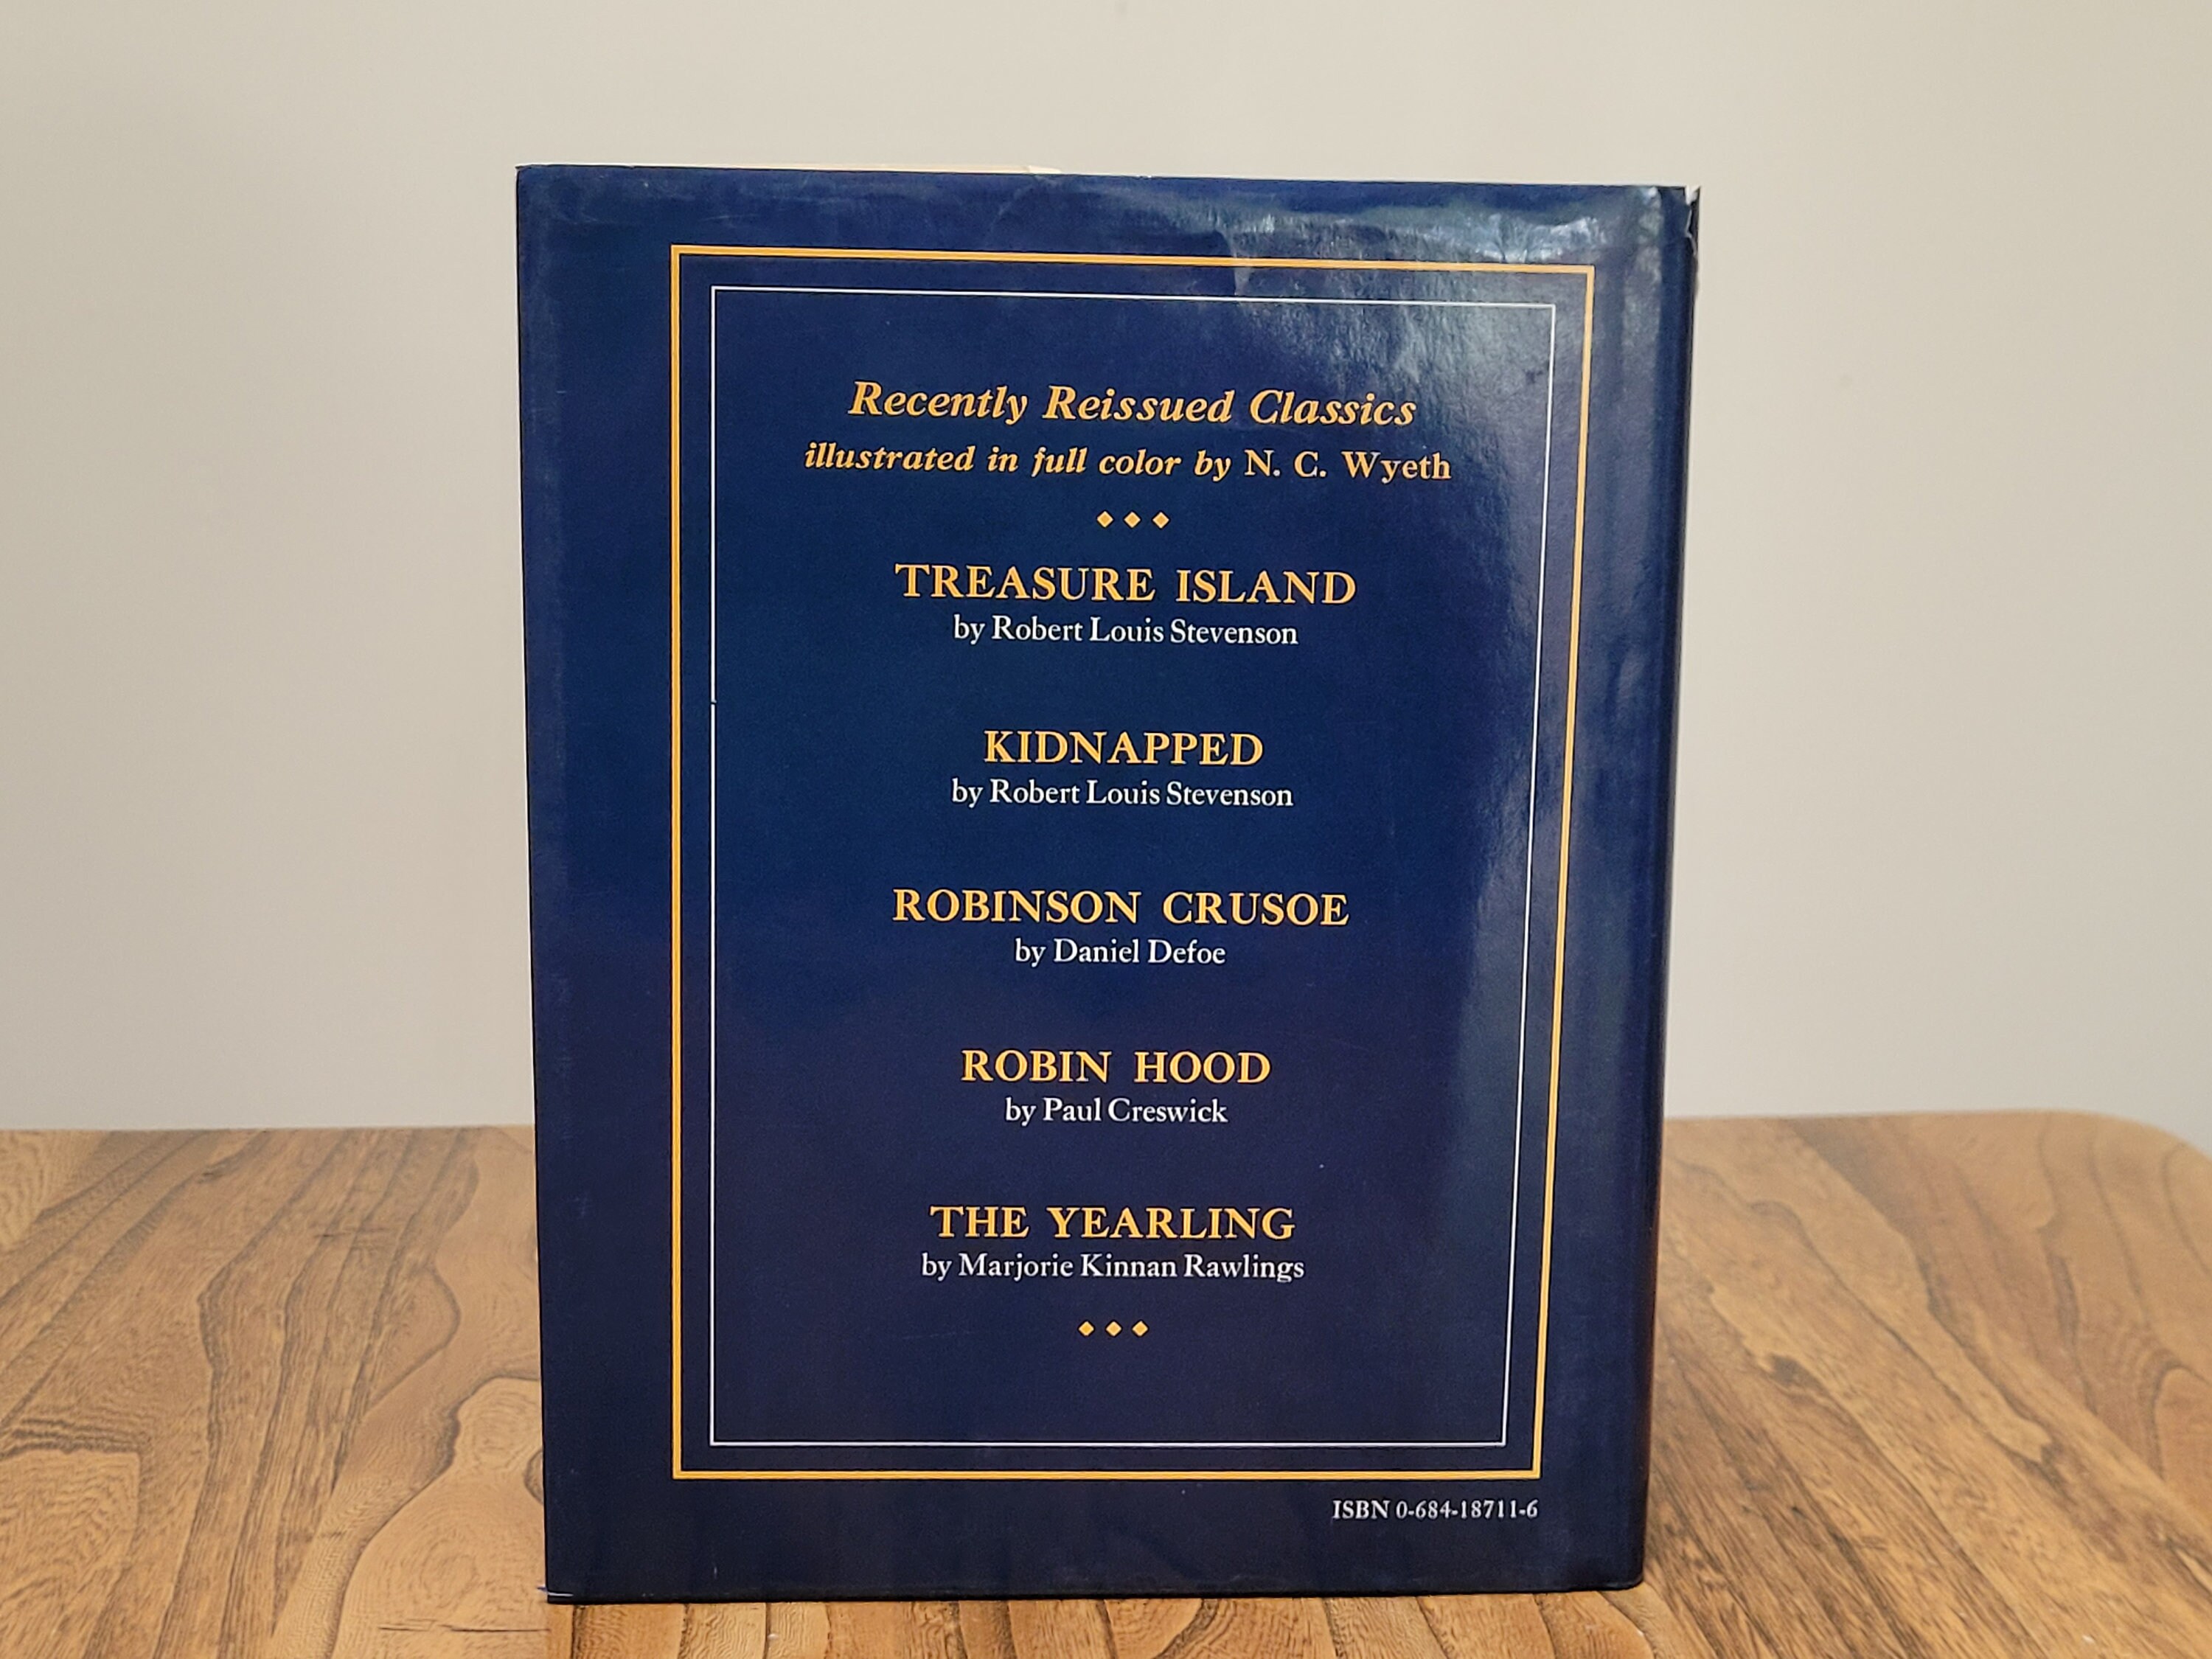 Recently Reissued Classics
illustrated in full color by N. C. Wyeth
TREASURE ISLAND
by Robert Louis Stevenson
KIDNAPPED
by Robert Louis Stevenson
ROBINSON CRUSOE
by Daniel Defoe
ROBIN HOOD
by Paul Creswick
THE YEARLING
by Marjorie Kinnan Rawlings
ISBN 0-684-18711-6